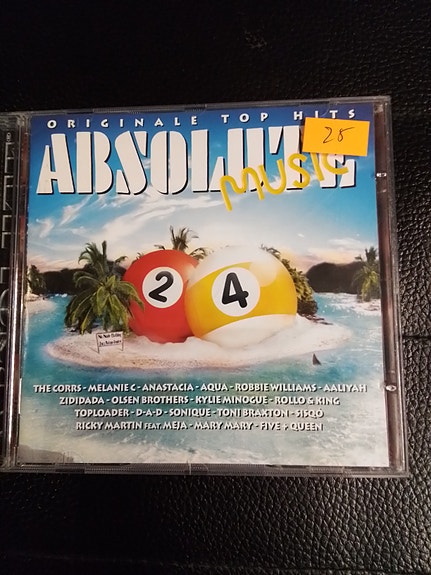 ORIGINALE TOP HITS
28
ABSOLUTE
MUSIC
2 4
THE CORRS - MELANIE C - ANASTACIA - AQUA - ROBBIE WILLIAMS - AALIYAH
ZIDIDADA - OLSEN BROTHERS - KYLIE MINOGUE - ROLLO & KING
TOPLOADER - D-A-D - SONIQUE - TONI BRAXTON - SISQÓ
RICKY MARTIN FEAT. MEJA - MARY MARY - FIVE + QUEEN